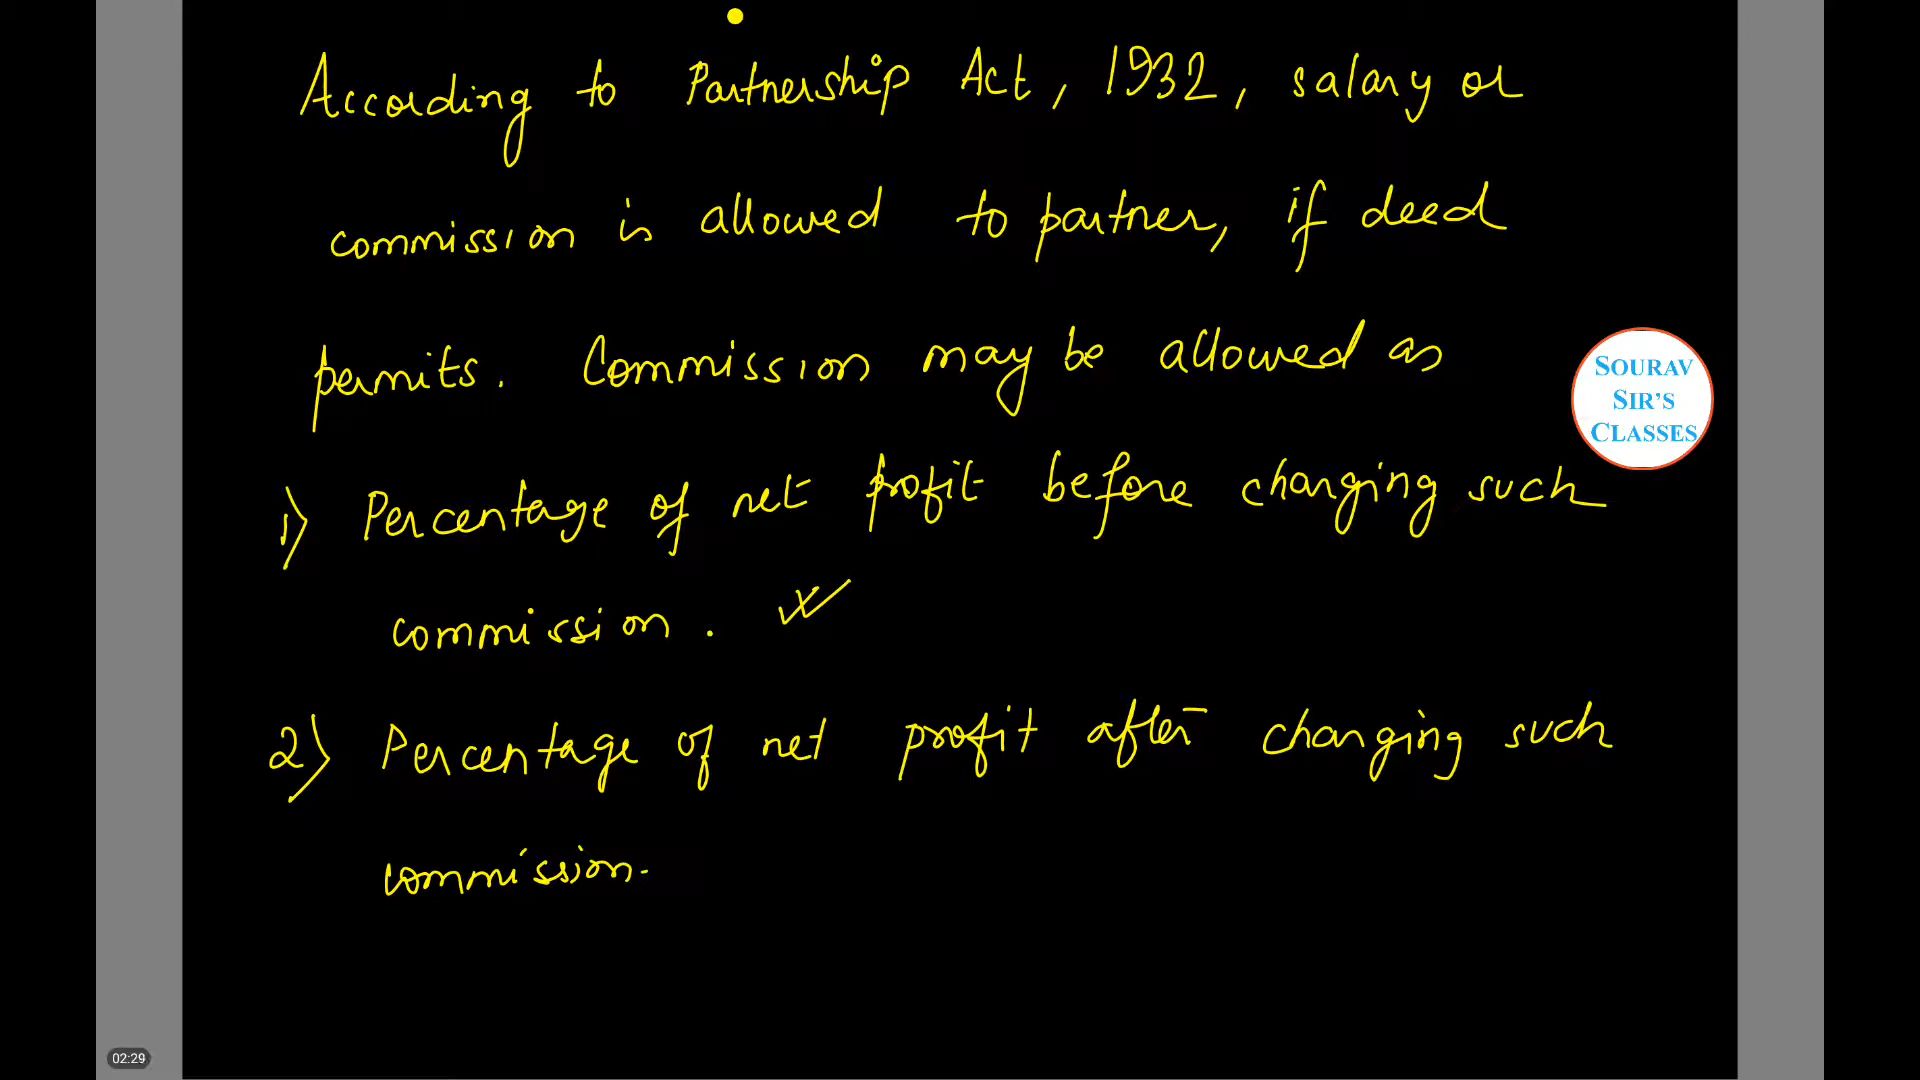 According to Partnership Act, 1932, salary or
commission is allowed to partner, if deed
permits. Commission may be allowed as
SOURAV
SIR'S
CLASSES
1) Percentage of net profit before charging such
commission.
2) Percentage of net profit after charging such
commission.
02:29